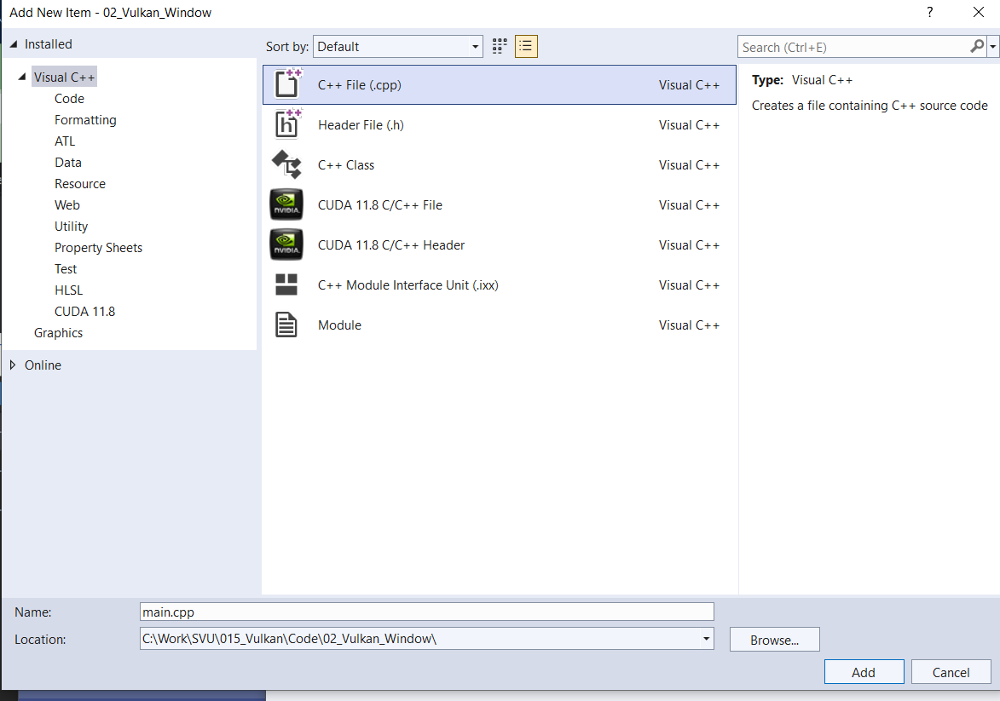 Add New Item - 02_Vulkan_Window
?
Installed
Sort by: Default
Search (Ctrl+E)
Visual C++
Code
Formatting
ATL
Data
Resource
Web
Utility
Property Sheets
Test
HLSL
CUDA 11.8
Graphics
Online
C++ File (.cpp) Visual C++
Header File (.h) Visual C++
C++ Class Visual C++
CUDA 11.8 C/C++ File Visual C++
CUDA 11.8 C/C++ Header Visual C++
C++ Module Interface Unit (.ixx) Visual C++
Module Visual C++
++
h++
NVIDIA.
NVIDIA.
Type: Visual C++
Creates a file containing C++ source code
Name: main.cpp
Location: C:\Work\SVU\015_Vulkan\Code\02_Vulkan_Window\
Browse...
Add Cancel